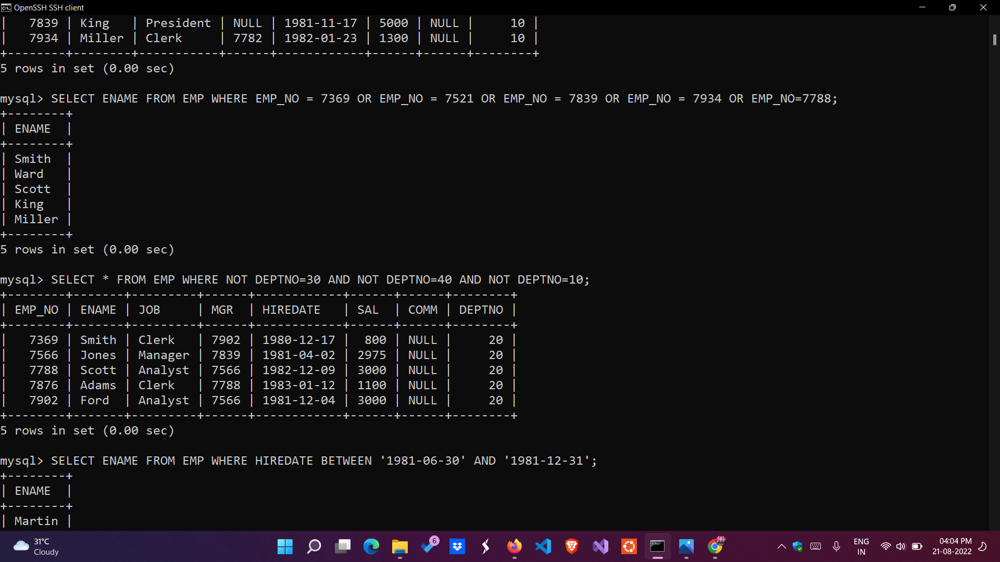 OpenSSH SSH client
|   7839 | King   | President | NULL | 1981-11-17 | 5000 | NULL |     10 |
|   7934 | Miller | Clerk     | 7782 | 1982-01-23 | 1300 | NULL |     10 |
+--------+--------+-----------+------+------------+------+------+--------+
5 rows in set (0.00 sec)
mysql> SELECT ENAME FROM EMP WHERE EMP_NO = 7369 OR EMP_NO = 7521 OR EMP_NO = 7839 OR EMP_NO = 7934 OR EMP_NO=7788;
+--------+
| ENAME  |
+--------+
| Smith  |
| Ward   |
| Scott  |
| King   |
| Miller |
+--------+
5 rows in set (0.00 sec)
mysql> SELECT * FROM EMP WHERE NOT DEPTNO=30 AND NOT DEPTNO=40 AND NOT DEPTNO=10;
+--------+-------+---------+------+------------+------+------+--------+
| EMP_NO | ENAME | JOB     | MGR  | HIREDATE   | SAL  | COMM | DEPTNO |
+--------+-------+---------+------+------------+------+------+--------+
|   7369 | Smith | Clerk   | 7902 | 1980-12-17 |  800 | NULL |     20 |
|   7566 | Jones | Manager | 7839 | 1981-04-02 | 2975 | NULL |     20 |
|   7788 | Scott | Analyst | 7566 | 1982-12-09 | 3000 | NULL |     20 |
|   7876 | Adams | Clerk   | 7788 | 1983-01-12 | 1100 | NULL |     20 |
|   7902 | Ford  | Analyst | 7566 | 1981-12-04 | 3000 | NULL |     20 |
+--------+-------+---------+------+------------+------+------+--------+
5 rows in set (0.00 sec)
mysql> SELECT ENAME FROM EMP WHERE HIREDATE BETWEEN '1981-06-30' AND '1981-12-31';
+--------+
| ENAME  |
+--------+
| Martin |
31°C
Cloudy
6
ENG
IN
04:04 PM
21-08-2022